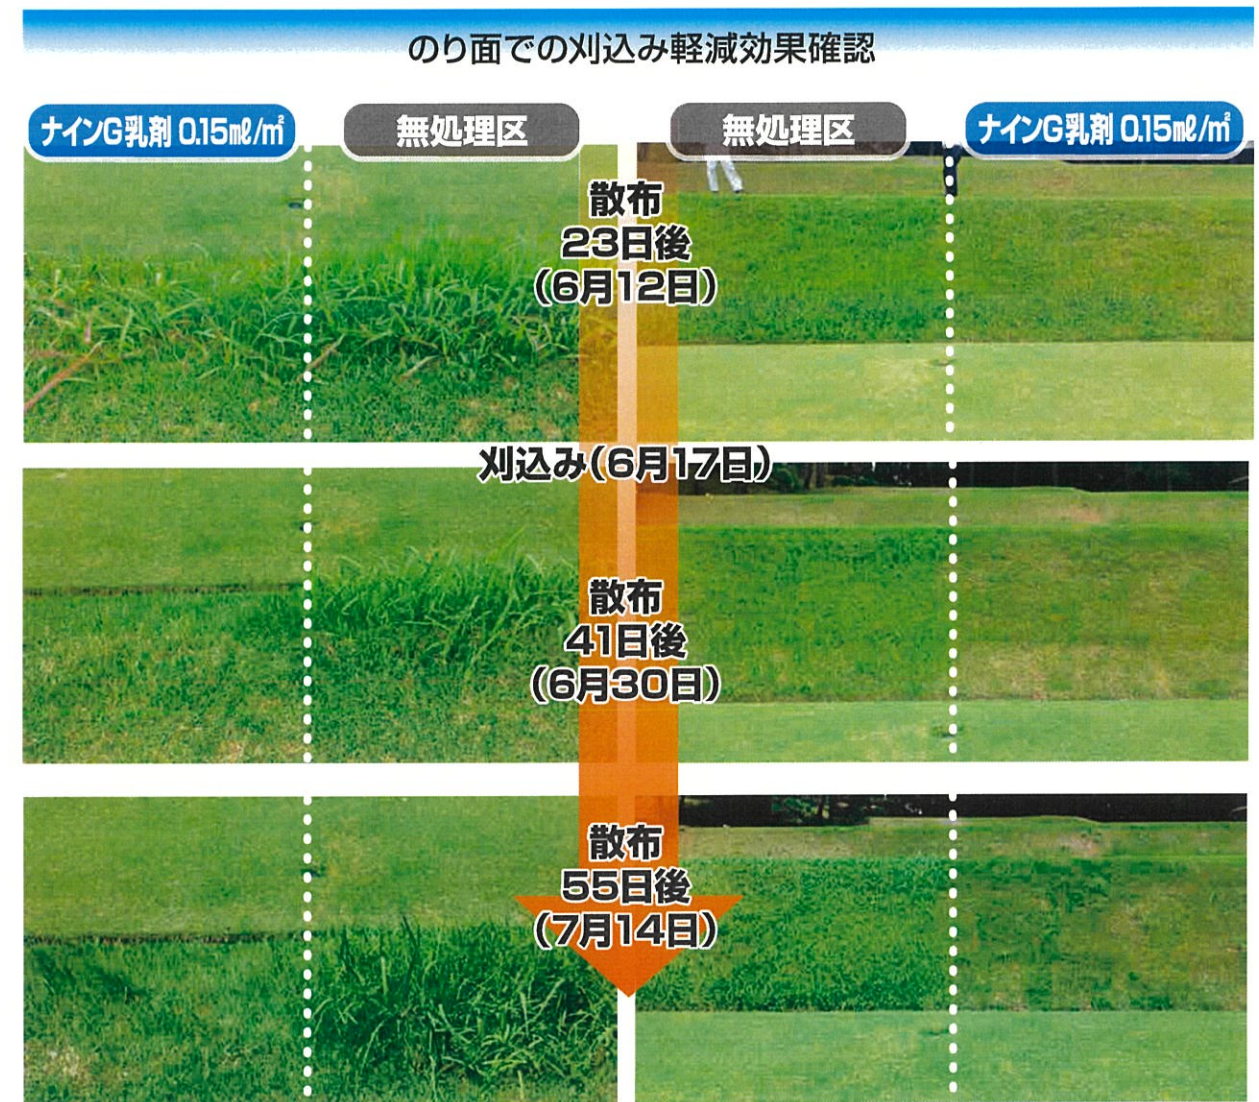 のり面での刈込み軽減効果確認
ナインG乳剤 0.15㎖/㎡
無処理区
無処理区
ナインG乳剤 0.15㎖/㎡
散布
23日後
(6月12日)
刈込み(6月17日)
散布
41日後
(6月30日)
散布
55日後
(7月14日)